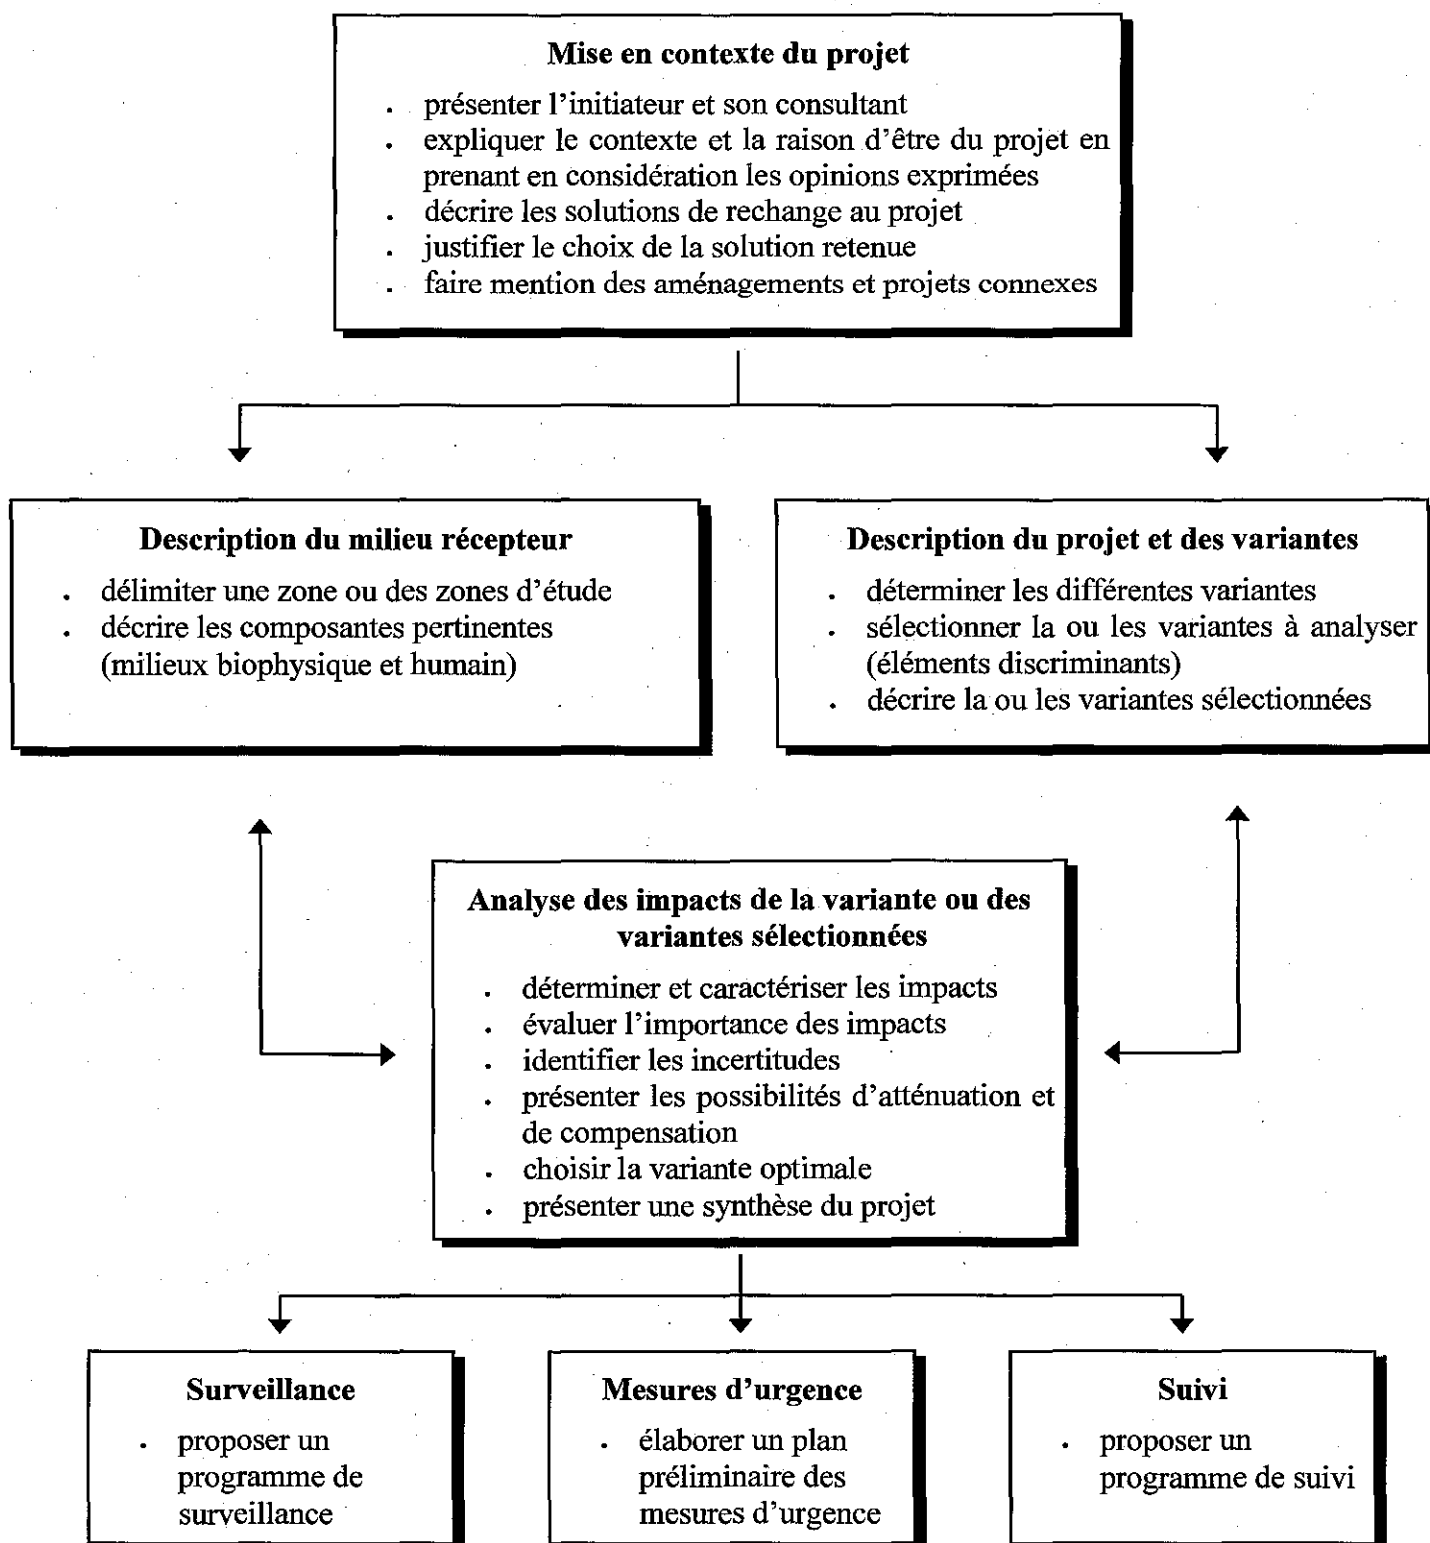 Mise en contexte du projet
. présenter l'initiateur et son consultant
. expliquer le contexte et la raison d'être du projet en
prenant en considération les opinions exprimées
. décrire les solutions de rechange au projet
. justifier le choix de la solution retenue
. faire mention des aménagements et projets connexes
Description du milieu récepteur
. délimiter une zone ou des zones d'étude
. décrire les composantes pertinentes
(milieux biophysique et humain)
Description du projet et des variantes
. déterminer les différentes variantes
. sélectionner la ou les variantes à analyser
(éléments discriminants)
. décrire la ou les variantes sélectionnées
Analyse des impacts de la variante ou des
variantes sélectionnées
. déterminer et caractériser les impacts
. évaluer l'importance des impacts
. identifier les incertitudes
. présenter les possibilités d'atténuation et
de compensation
. choisir la variante optimale
. présenter une synthèse du projet
Surveillance
. proposer un
programme de
surveillance
Mesures d'urgence
. élaborer un plan
préliminaire des
mesures d'urgence
Suivi
. proposer un
programme de suivi